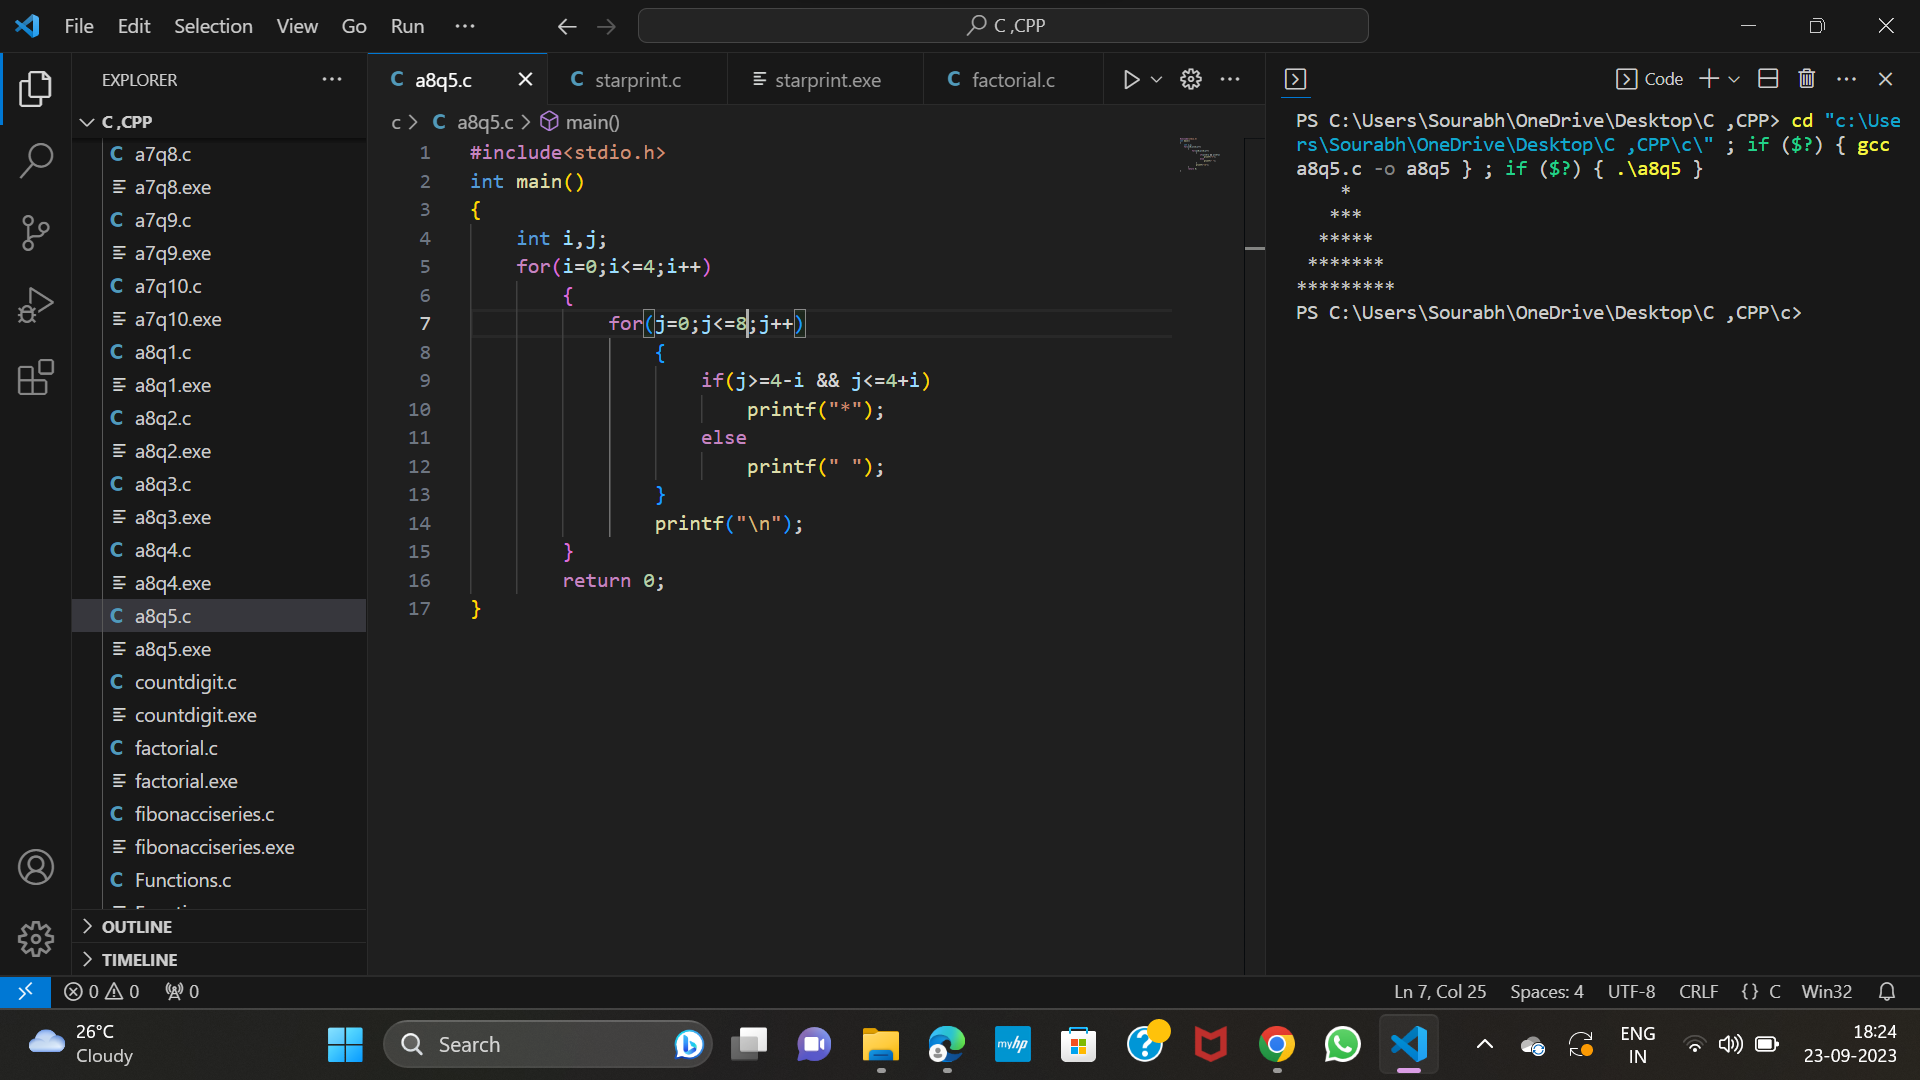 File Edit Selection View Go Run ···
C ,CPP
EXPLORER ···
C ,CPP
C a7q8.c
a7q8.exe
C a7q9.c
a7q9.exe
C a7q10.c
a7q10.exe
C a8q1.c
a8q1.exe
C a8q2.c
a8q2.exe
C a8q3.c
a8q3.exe
C a8q4.c
a8q4.exe
C a8q5.c
a8q5.exe
C countdigit.c
countdigit.exe
C factorial.c
factorial.exe
C fibonacciseries.c
fibonacciseries.exe
C Functions.c
OUTLINE
TIMELINE
C a8q5.c C starprint.c starprint.exe C factorial.c
c > C a8q5.c > main()
1 #include<stdio.h>
2 int main()
3 {
4 int i,j;
5 for(i=0;i<=4;i++)
6 {
7 for(j=0;j<=8;j++)
8 {
9 if(j>=4-i && j<=4+i)
10 printf("*");
11 else
12 printf(" ");
13 }
14 printf("\n");
15 }
16 return 0;
17 }
Code
PS C:\Users\Sourabh\OneDrive\Desktop\C ,CPP> cd "c:\Use
rs\Sourabh\OneDrive\Desktop\C ,CPP\c\" ; if ($?) { gcc
a8q5.c -o a8q5 } ; if ($?) { .\a8q5 }
    *
   ***
  *****
 *******
*********
PS C:\Users\Sourabh\OneDrive\Desktop\C ,CPP\c>
0 0 0
Ln 7, Col 25 Spaces: 4 UTF-8 CRLF {} C Win32
26°C
Cloudy
Search
myhp
ENG
IN
18:24
23-09-2023